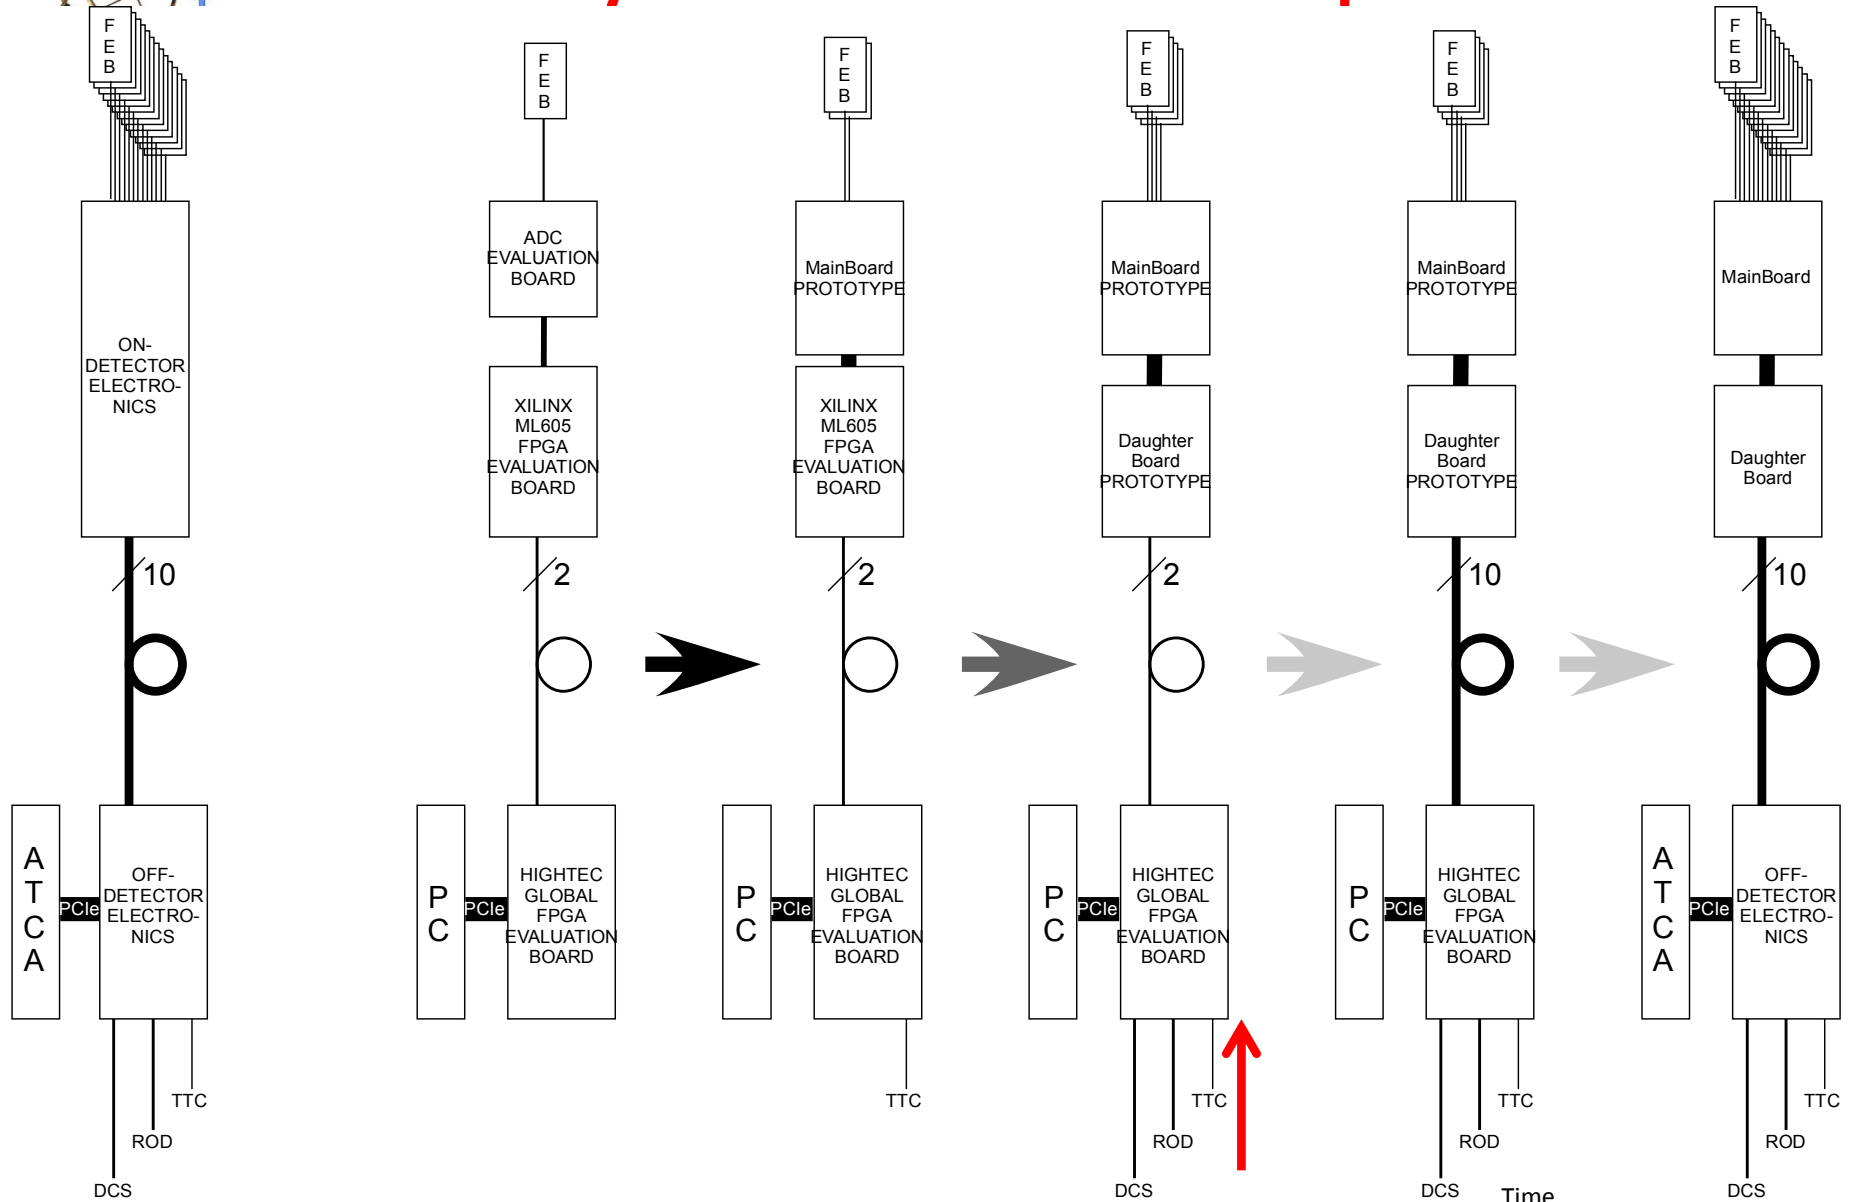 F
E
B
ON-
DETECTOR
ELECTRO-
NICS
10
A
T
C
A
PCIe
OFF-
DETECTOR
ELECTRO-
NICS
TTC
ROD
DCS
F
E
B
ADC
EVALUATION
BOARD
XILINX
ML605
FPGA
EVALUATION
BOARD
2
P
C
PCIe
HIGHTEC
GLOBAL
FPGA
EVALUATION
BOARD
F
E
B
MainBoard
PROTOTYPE
XILINX
ML605
FPGA
EVALUATION
BOARD
2
P
C
PCIe
HIGHTEC
GLOBAL
FPGA
EVALUATION
BOARD
TTC
F
E
B
MainBoard
PROTOTYPE
Daughter
Board
PROTOTYPE
2
P
C
PCIe
HIGHTEC
GLOBAL
FPGA
EVALUATION
BOARD
TTC
ROD
DCS
F
E
B
MainBoard
PROTOTYPE
Daughter
Board
PROTOTYPE
10
P
C
PCIe
HIGHTEC
GLOBAL
FPGA
EVALUATION
BOARD
TTC
ROD
DCS
Time
F
E
B
MainBoard
Daughter
Board
10
A
T
C
A
PCIe
OFF-
DETECTOR
ELECTRO-
NICS
TTC
ROD
DCS